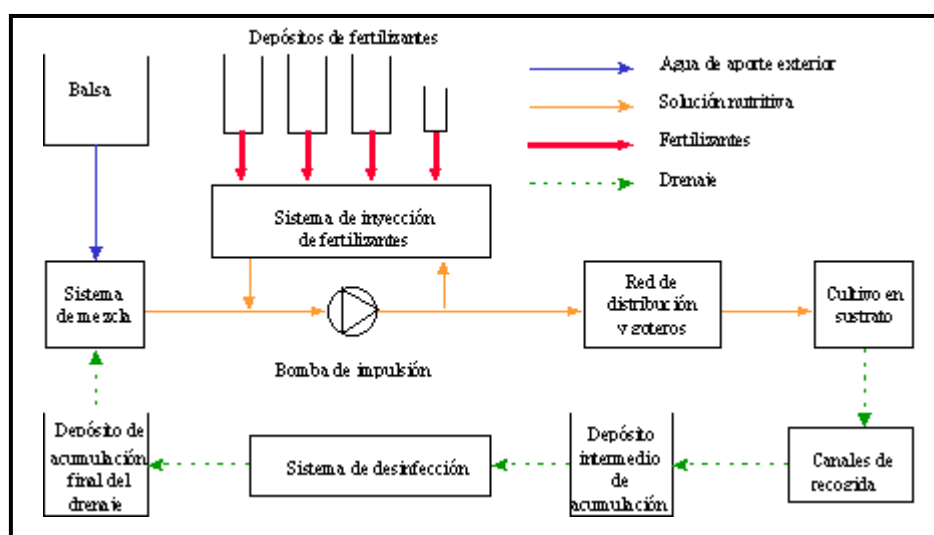 Depósitos de fertilizantes
Balsa
Agua de aporte exterior
Solución nutritiva
Fertilizantes
Drenaje
Sistema de inyección
de fertilizantes
Sistema
de mezcla
Red de
distribución
y goteros
Cultivo en
sustrato
Bomba de impulsión
Depósito de
acumulación
final del
drenaje
Sistema de desinfección
Depósito
intermedio
de
acumulación
Canales de
recogida